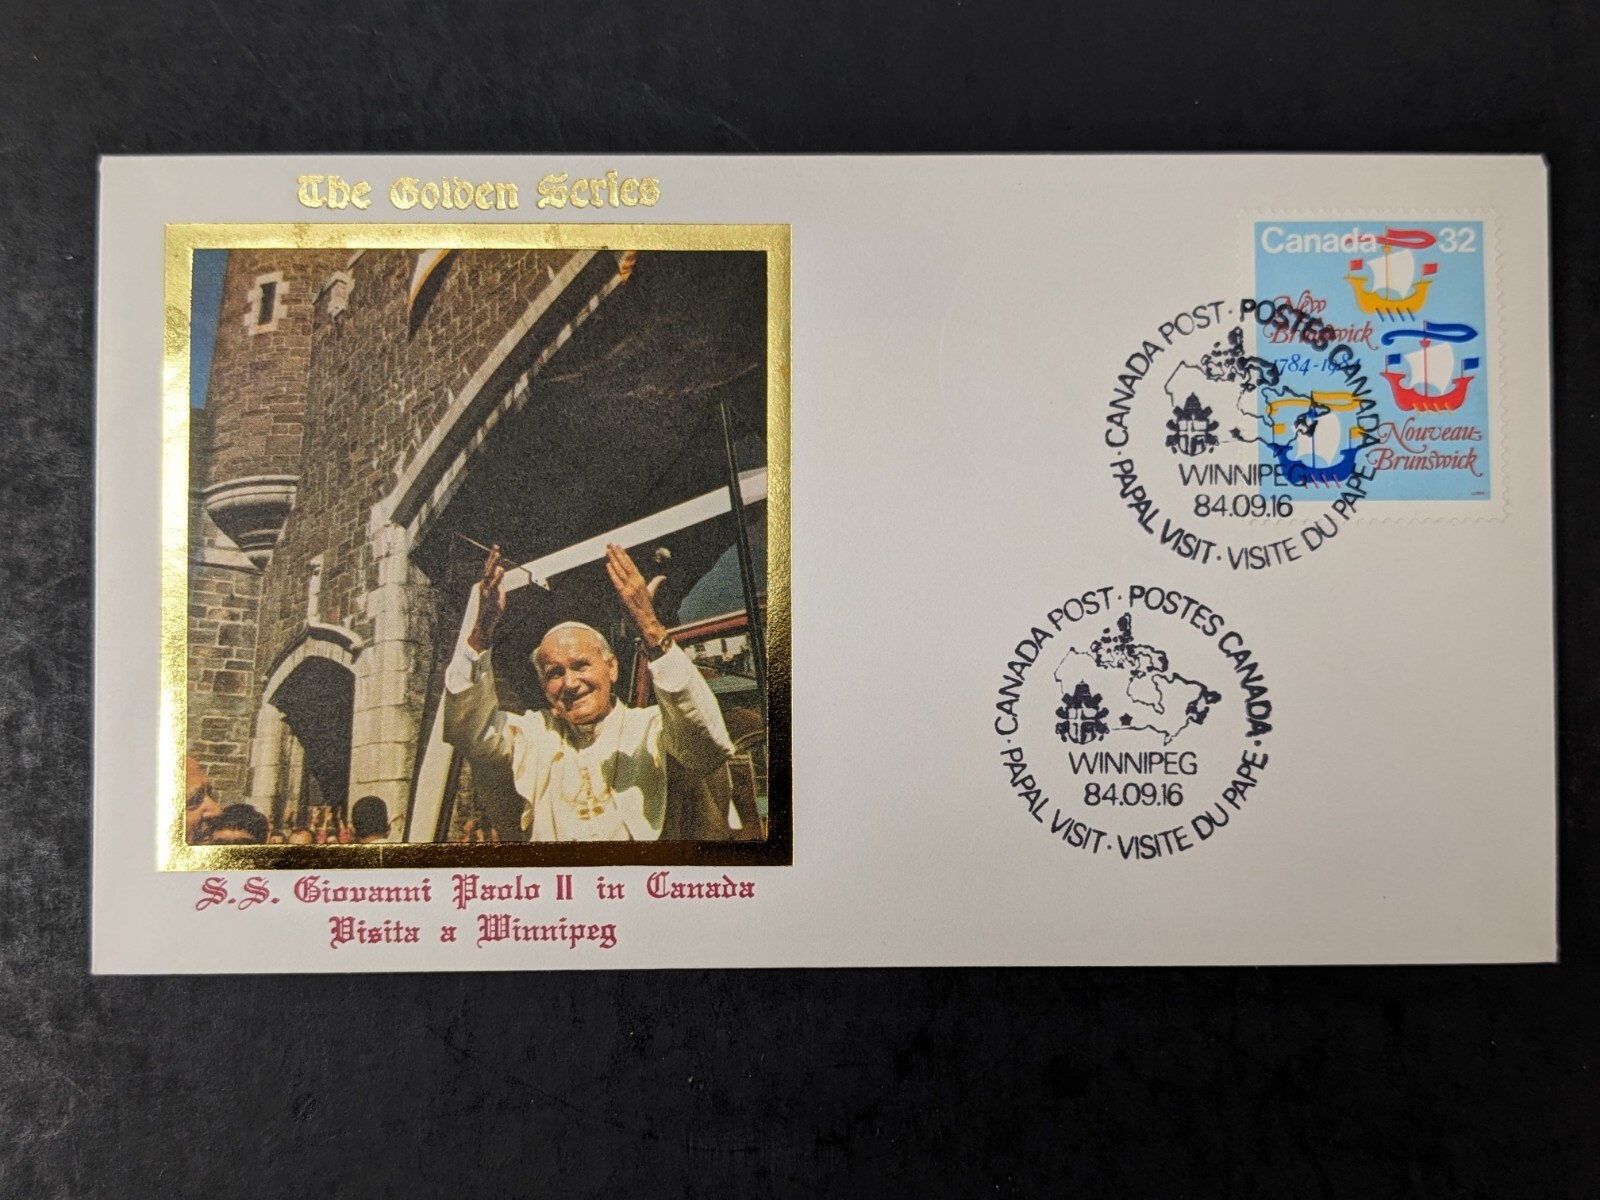 The Golden Series
S.S. Giovanni Paolo II in Canada
Visita a Winnipeg
Canada 32
New
Brunswick
1784-1984
Nouveau-
Brunswick
CANADA POST · POSTES CANADA · PAPAL VISIT · VISITE DU PAPE
WINNIPEG
84.09.16
CANADA POST · POSTES CANADA · PAPAL VISIT · VISITE DU PAPE
WINNIPEG
84.09.16